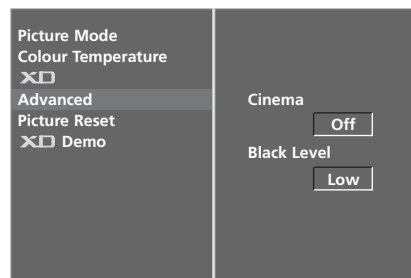 Picture Mode
Colour Temperature
XD
Advanced
Picture Reset
XD Demo
Cinema
Off
Black Level
Low